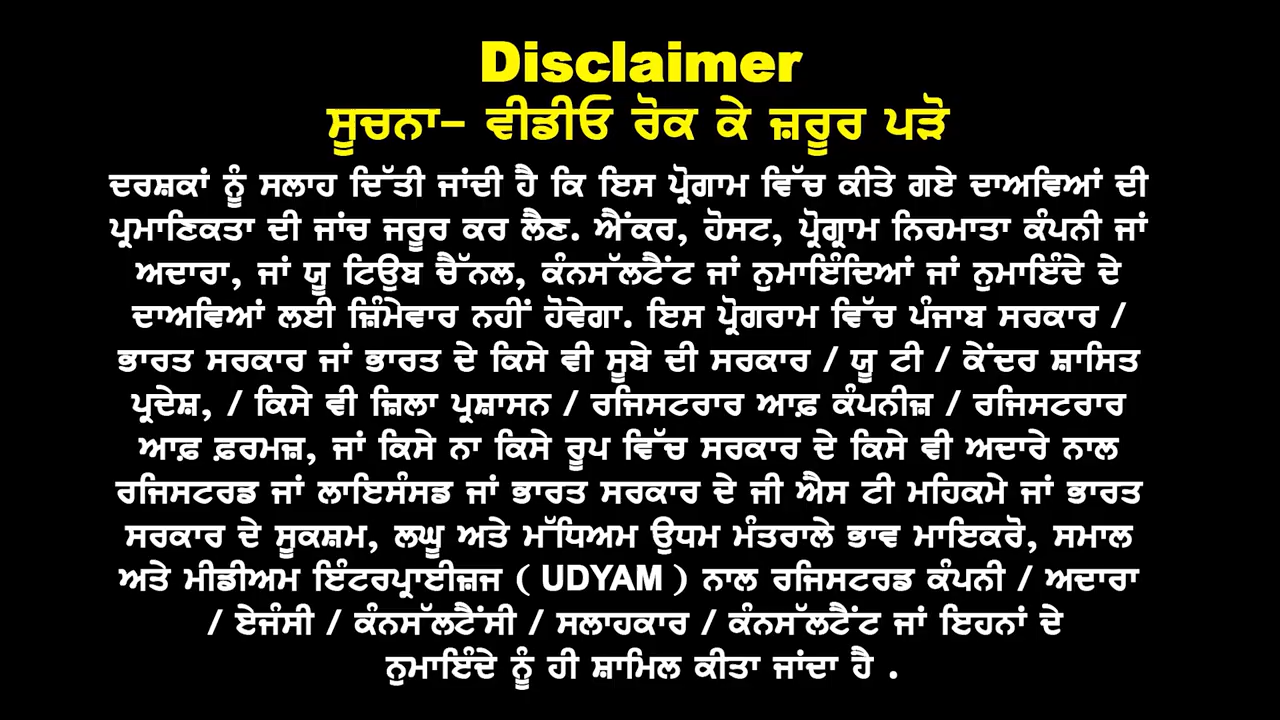 Disclaimer
ਸੂਚਨਾ- ਵੀਡੀਓ ਰੋਕ ਕੇ ਜ਼ਰੂਰ ਪੜੋ
ਦਰਸ਼ਕਾਂ ਨੂੰ ਸਲਾਹ ਦਿੱਤੀ ਜਾਂਦੀ ਹੈ ਕਿ ਇਸ ਪ੍ਰੋਗਾਮ ਵਿੱਚ ਕੀਤੇ ਗਏ ਦਾਅਵਿਆਂ ਦੀ
ਪ੍ਰਮਾਣਿਕਤਾ ਦੀ ਜਾਂਚ ਜਰੂਰ ਕਰ ਲੈਣ. ਐਂਕਰ, ਹੋਸਟ, ਪ੍ਰੋਗ੍ਰਾਮ ਨਿਰਮਾਤਾ ਕੰਪਨੀ ਜਾਂ
ਅਦਾਰਾ, ਜਾਂ ਯੂ ਟਿਊਬ ਚੈੱਨਲ, ਕੰਨਸੱਲਟੈਂਟ ਜਾਂ ਨੁਮਾਇੰਦਿਆਂ ਜਾਂ ਨੁਮਾਇੰਦੇ ਦੇ
ਦਾਅਵਿਆਂ ਲਈ ਜ਼ਿੰਮੇਵਾਰ ਨਹੀਂ ਹੋਵੇਗਾ. ਇਸ ਪ੍ਰੋਗਰਾਮ ਵਿੱਚ ਪੰਜਾਬ ਸਰਕਾਰ /
ਭਾਰਤ ਸਰਕਾਰ ਜਾਂ ਭਾਰਤ ਦੇ ਕਿਸੇ ਵੀ ਸੂਬੇ ਦੀ ਸਰਕਾਰ / ਯੂ ਟੀ / ਕੇਂਦਰ ਸ਼ਾਸਿਤ
ਪ੍ਰਦੇਸ਼, / ਕਿਸੇ ਵੀ ਜ਼ਿਲਾ ਪ੍ਰਸ਼ਾਸਨ / ਰਜਿਸਟਰਾਰ ਆਫ਼ ਕੰਪਨੀਜ਼ / ਰਜਿਸਟਰਾਰ
ਆਫ਼ ਫ਼ਰਮਜ਼, ਜਾਂ ਕਿਸੇ ਨਾ ਕਿਸੇ ਰੂਪ ਵਿੱਚ ਸਰਕਾਰ ਦੇ ਕਿਸੇ ਵੀ ਅਦਾਰੇ ਨਾਲ
ਰਜਿਸਟਰਡ ਜਾਂ ਲਾਇਸੰਸਡ ਜਾਂ ਭਾਰਤ ਸਰਕਾਰ ਦੇ ਜੀ ਐਸ ਟੀ ਮਹਿਕਮੇ ਜਾਂ ਭਾਰਤ
ਸਰਕਾਰ ਦੇ ਸੂਕਸ਼ਮ, ਲਘੂ ਅਤੇ ਮੱਧਿਅਮ ਉਧਮ ਮੰਤਰਾਲੇ ਭਾਵ ਮਾਇਕਰੋ, ਸਮਾਲ
ਅਤੇ ਮੀਡੀਅਮ ਇੰਟਰਪ੍ਰਾਈਜ਼ਜ ( UDYAM ) ਨਾਲ ਰਜਿਸਟਰਡ ਕੰਪਨੀ / ਅਦਾਰਾ
/ ਏਜੰਸੀ / ਕੰਨਸੱਲਟੈਂਸੀ / ਸਲਾਹਕਾਰ / ਕੰਨਸੱਲਟੈਂਟ ਜਾਂ ਇਹਨਾਂ ਦੇ
ਨੁਮਾਇੰਦੇ ਨੂੰ ਹੀ ਸ਼ਾਮਿਲ ਕੀਤਾ ਜਾਂਦਾ ਹੈ .